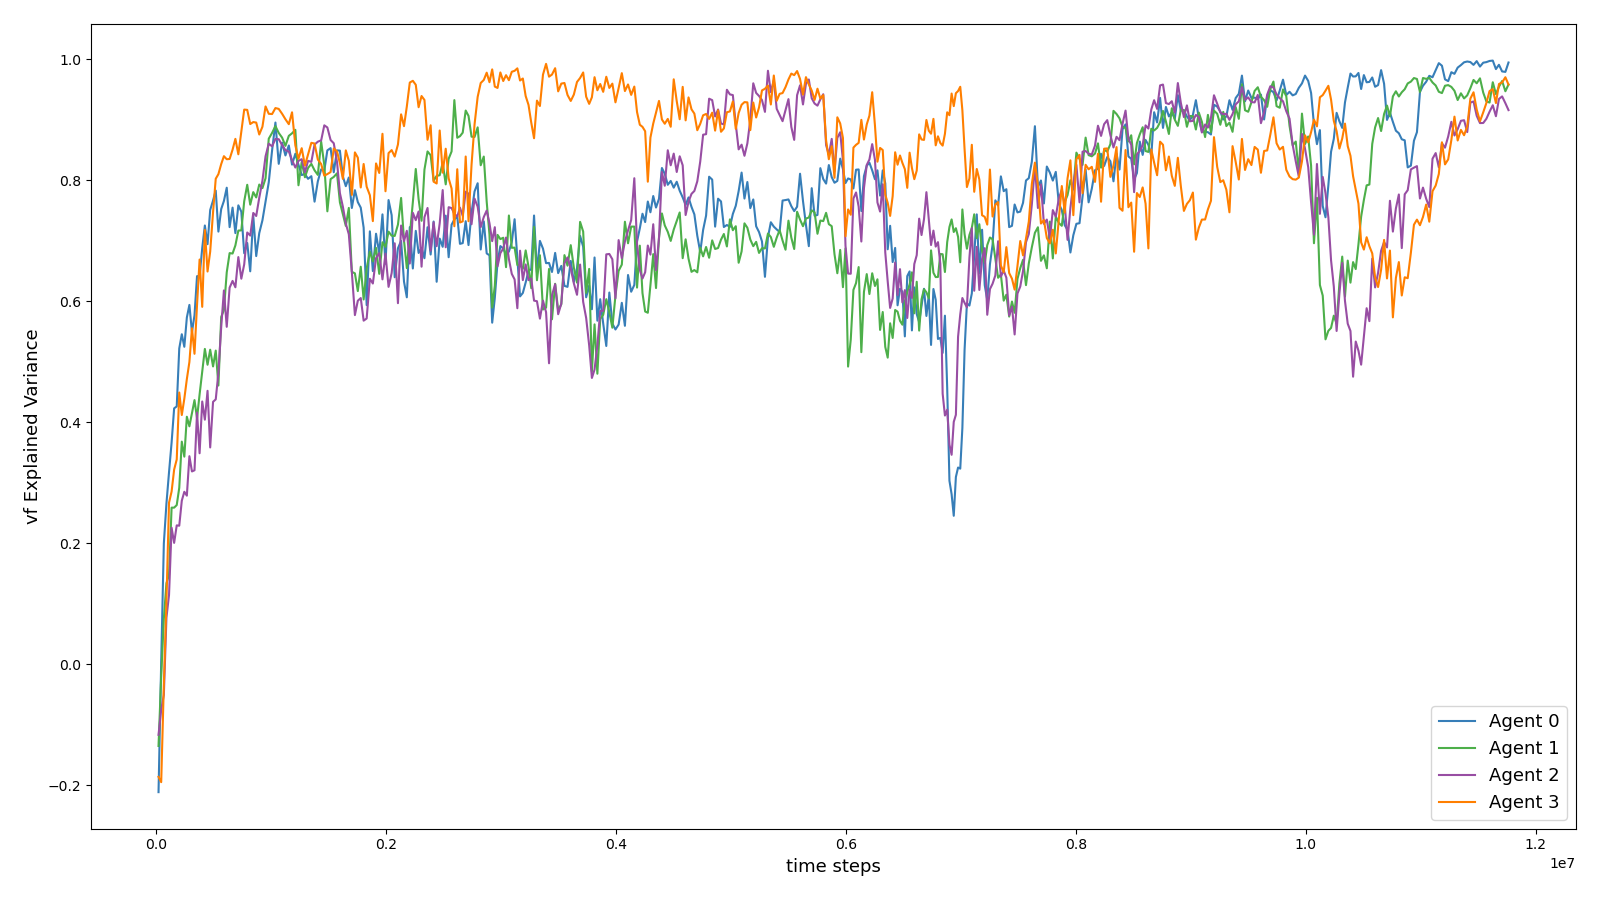 1.0
0.8
0.6
0.4
0.2
0.0
−0.2
vf Explained Variance
0.0 0.2 0.4 0.6 0.8 1.0 1.2
1e7
time steps
Agent 0
Agent 1
Agent 2
Agent 3